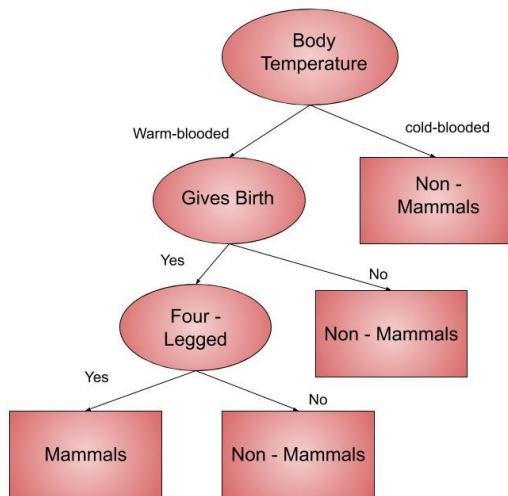 Body
Temperature
Warm-blooded
cold-blooded
Gives Birth
Non -
Mammals
Yes
No
Four -
Legged
Non - Mammals
Yes
No
Mammals
Non - Mammals